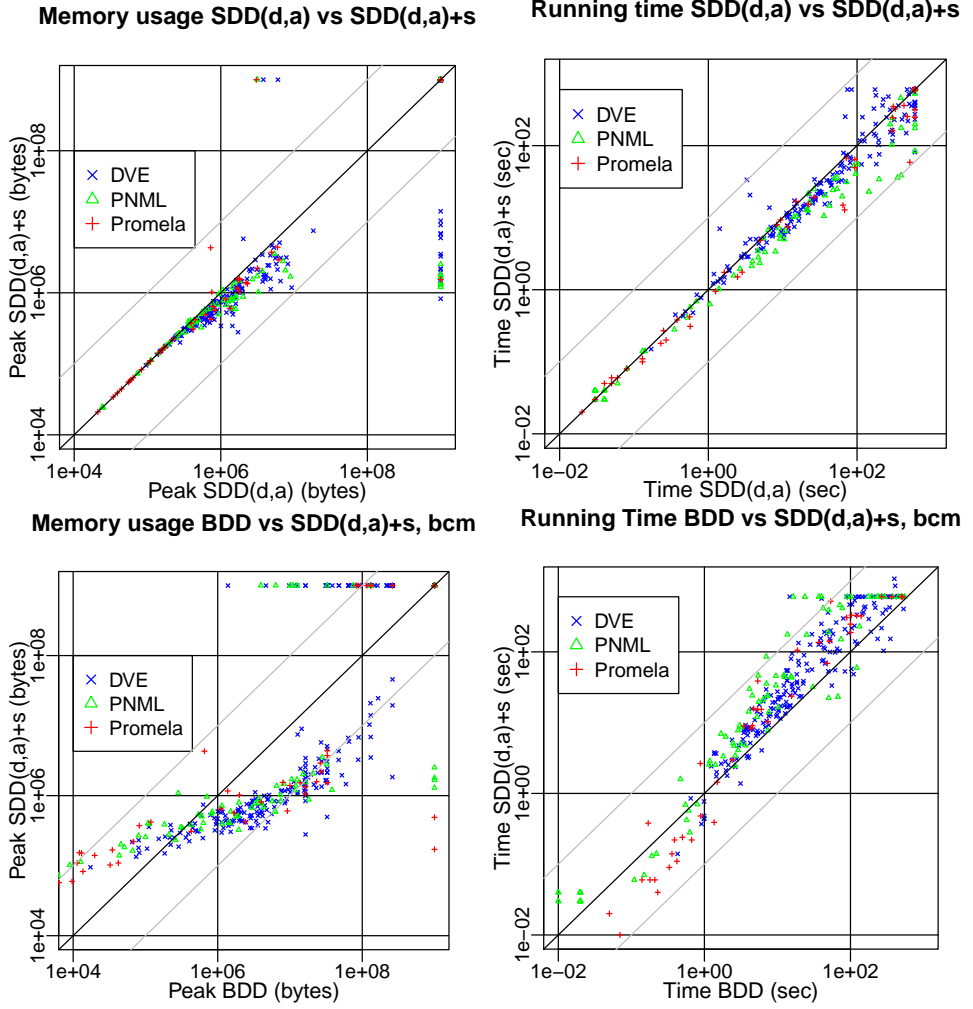 Memory usage SDD(d,a) vs SDD(d,a)+s
Peak SDD(d,a)+s (bytes)
1e+08
1e+06
1e+04
DVE
PNML
Promela
1e+04 1e+06 1e+08
Peak SDD(d,a) (bytes)
Running time SDD(d,a) vs SDD(d,a)+s
Time SDD(d,a)+s (sec)
1e+02
1e+00
1e−02
DVE
PNML
Promela
1e−02 1e+00 1e+02
Time SDD(d,a) (sec)
Memory usage BDD vs SDD(d,a)+s, bcm
Peak SDD(d,a)+s (bytes)
1e+08
1e+06
1e+04
DVE
PNML
Promela
1e+04 1e+06 1e+08
Peak BDD (bytes)
Running Time BDD vs SDD(d,a)+s, bcm
Time SDD(d,a)+s (sec)
1e+02
1e+00
1e−02
DVE
PNML
Promela
1e−02 1e+00 1e+02
Time BDD (sec)